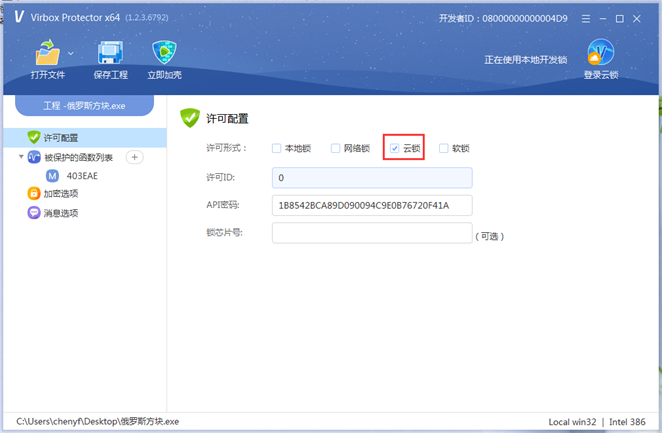 Virbox Protector x64 (1.2.3.6792)
开发者ID：08000000000004D9
打开文件 保存工程 立即加壳
正在使用本地开发锁
登录云锁
工程 -俄罗斯方块.exe
许可配置
被保护的函数列表
403EAE
加密选项
消息选项
许可配置
许可形式： 本地锁 网络锁 云锁 软锁
许可ID: 0
API密码: 1B8542BCA89D090094C9E0B76720F41A
锁芯片号: (可选)
C:\Users\chenyf\Desktop\俄罗斯方块.exe
Local win32 | Intel 386